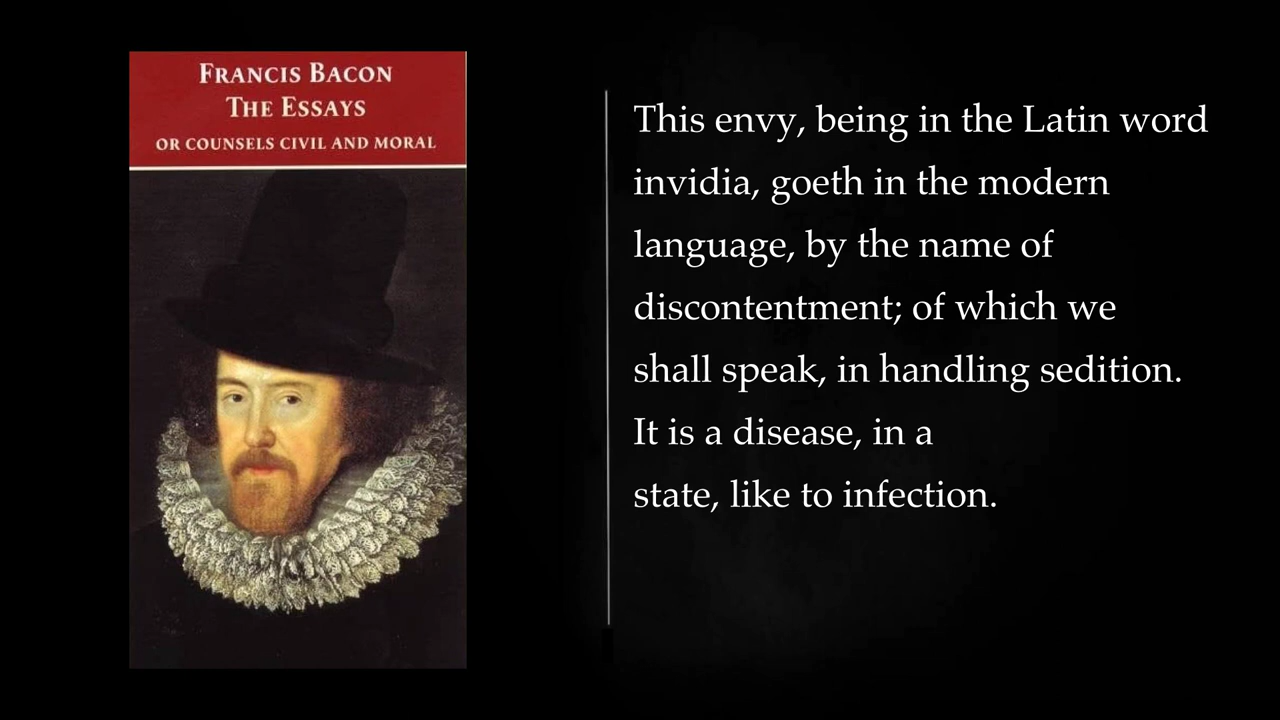 FRANCIS BACON
THE ESSAYS
OR COUNSELS CIVIL AND MORAL
This envy, being in the Latin word
invidia, goeth in the modern
language, by the name of
discontentment; of which we
shall speak, in handling sedition.
It is a disease, in a
state, like to infection.